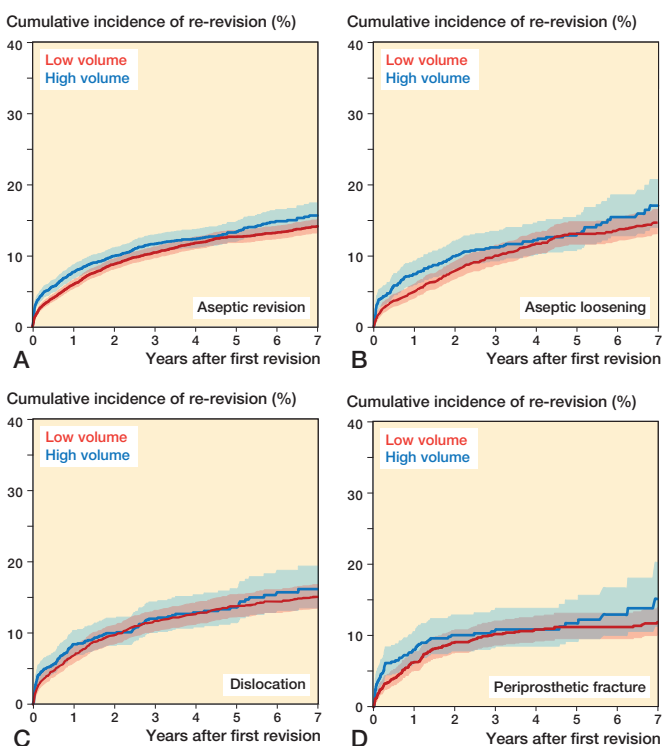 Cumulative incidence of re-revision (%)
40
30
20
10
0
Low volume
High volume
Aseptic revision
0 1 2 3 4 5 6 7
A
Years after first revision
Cumulative incidence of re-revision (%)
40
30
20
10
0
Low volume
High volume
Aseptic loosening
0 1 2 3 4 5 6 7
B
Years after first revision
Cumulative incidence of re-revision (%)
40
30
20
10
0
Low volume
High volume
Dislocation
0 1 2 3 4 5 6 7
C
Years after first revision
Cumulative incidence of re-revision (%)
40
30
20
10
0
Low volume
High volume
Periprosthetic fracture
0 1 2 3 4 5 6 7
D
Years after first revision